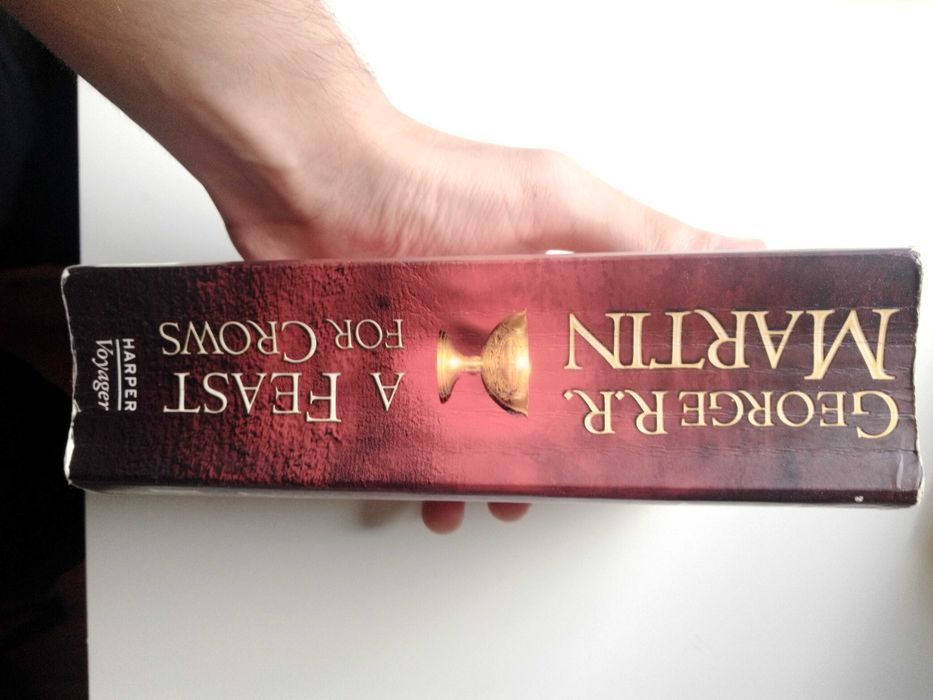 GEORGE R.R.
MARTIN
A FEAST
FOR CROWS
HARPER
Voyager